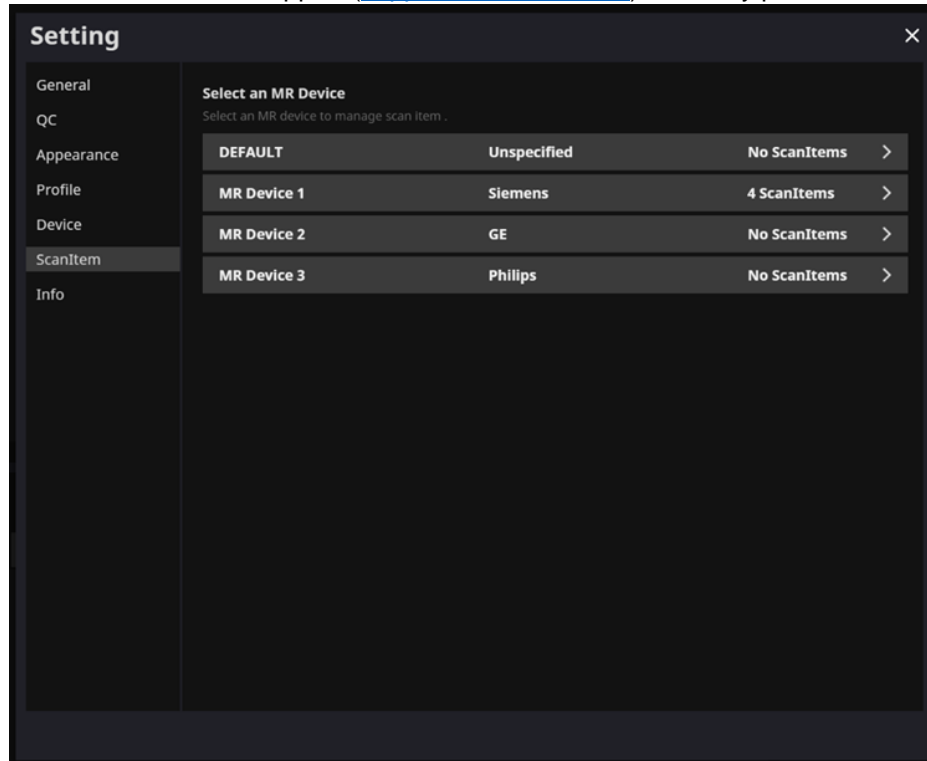 Setting
General
QC
Appearance
Profile
Device
ScanItem
Info
Select an MR Device
Select an MR device to manage scan item .
DEFAULT Unspecified No ScanItems
MR Device 1 Siemens 4 ScanItems
MR Device 2 GE No ScanItems
MR Device 3 Philips No ScanItems